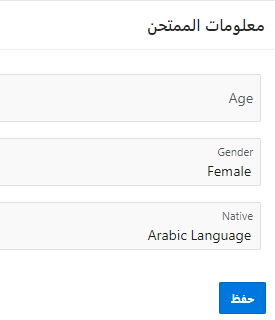 معلومات الممتحن
Age
Gender
Female
Native
Arabic Language
حفظ